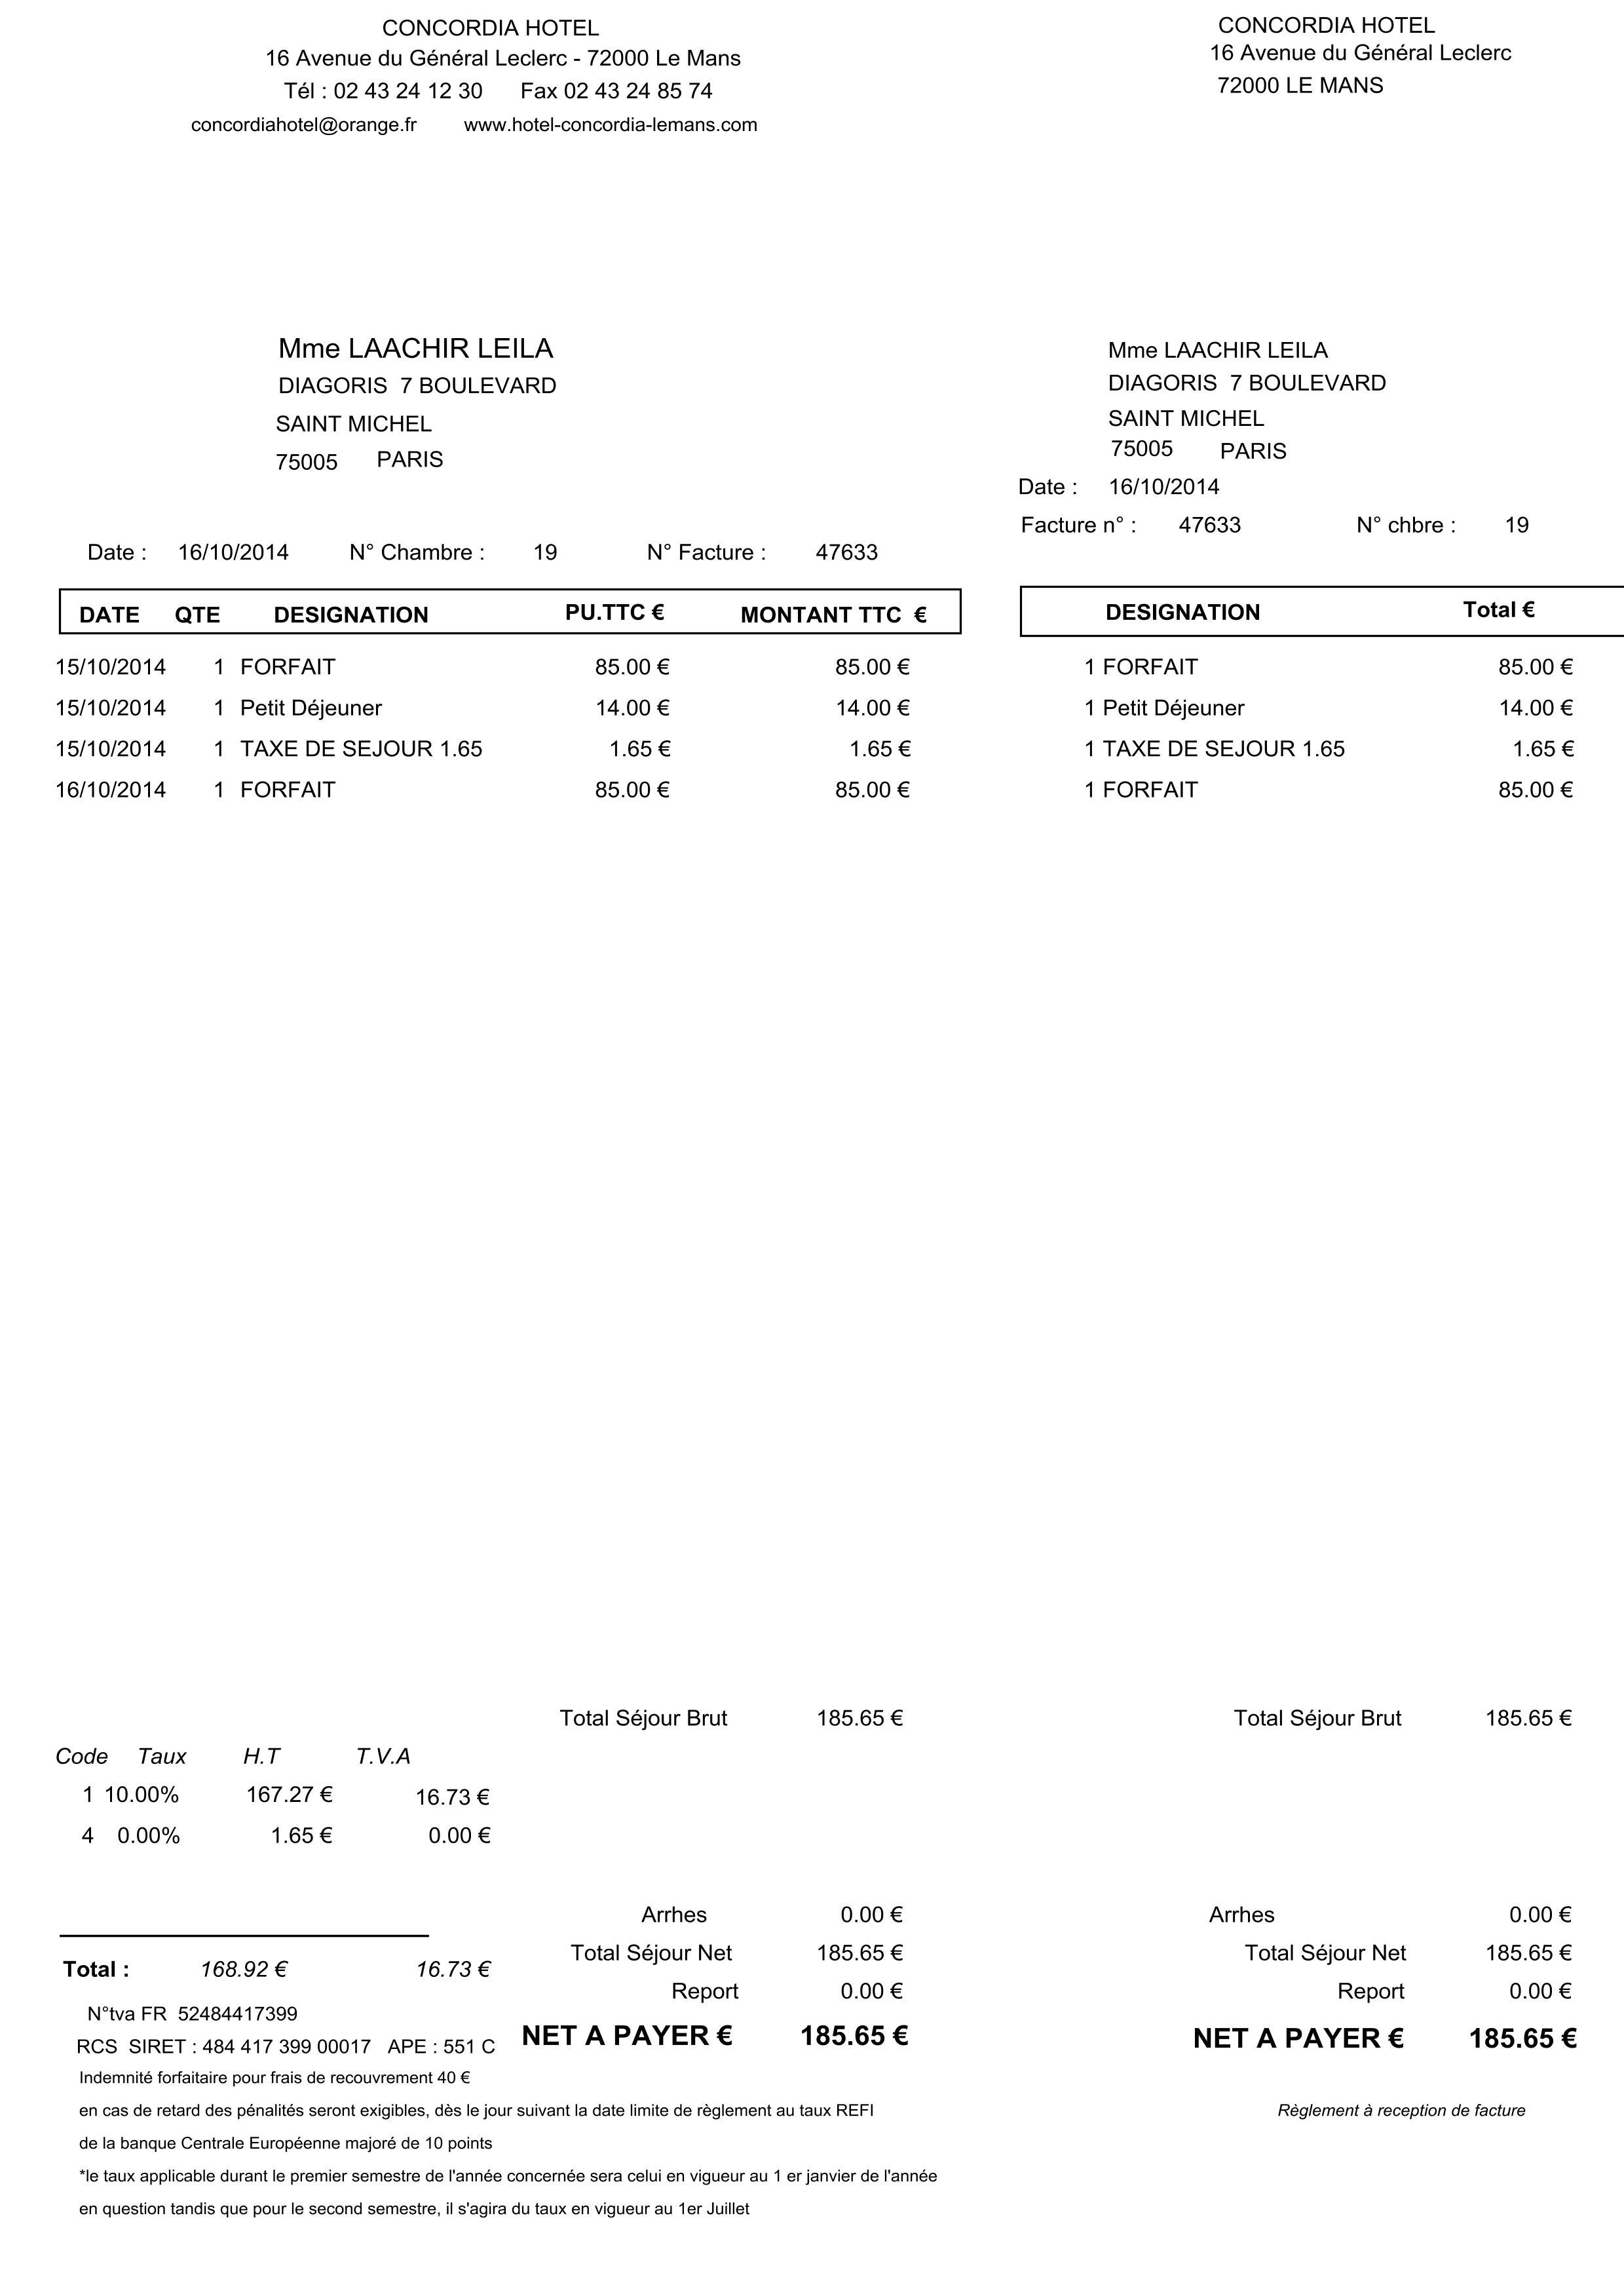 CONCORDIA HOTEL
16 Avenue du Général Leclerc - 72000 Le Mans
Tél : 02 43 24 12 30 Fax 02 43 24 85 74
concordiahotel@orange.fr www.hotel-concordia-lemans.com
Mme LAACHIR LEILA
DIAGORIS 7 BOULEVARD
SAINT MICHEL
75005 PARIS
Date : 16/10/2014 N° Chambre : 19 N° Facture : 47633
DATE QTE DESIGNATION PU.TTC € MONTANT TTC €
15/10/2014 1 FORFAIT 85.00 € 85.00 €
15/10/2014 1 Petit Déjeuner 14.00 € 14.00 €
15/10/2014 1 TAXE DE SEJOUR 1.65 1.65 € 1.65 €
16/10/2014 1 FORFAIT 85.00 € 85.00 €
Total Séjour Brut 185.65 €
Code Taux H.T T.V.A
1 10.00% 167.27 € 16.73 €
4 0.00% 1.65 € 0.00 €
Arrhes 0.00 €
Total Séjour Net 185.65 €
Total : 168.92 € 16.73 €
Report 0.00 €
N°tva FR 52484417399
NET A PAYER € 185.65 €
RCS SIRET : 484 417 399 00017 APE : 551 C
Indemnité forfaitaire pour frais de recouvrement 40 €
en cas de retard des pénalités seront exigibles, dès le jour suivant la date limite de règlement au taux REFI
de la banque Centrale Européenne majoré de 10 points
*le taux applicable durant le premier semestre de l'année concernée sera celui en vigueur au 1 er janvier de l'année
en question tandis que pour le second semestre, il s'agira du taux en vigueur au 1er Juillet
CONCORDIA HOTEL
16 Avenue du Général Leclerc
72000 LE MANS
Mme LAACHIR LEILA
DIAGORIS 7 BOULEVARD
SAINT MICHEL
75005 PARIS
Date : 16/10/2014
Facture n° : 47633 N° chbre : 19
DESIGNATION Total €
1 FORFAIT 85.00 €
1 Petit Déjeuner 14.00 €
1 TAXE DE SEJOUR 1.65 1.65 €
1 FORFAIT 85.00 €
Total Séjour Brut 185.65 €
Arrhes 0.00 €
Total Séjour Net 185.65 €
Report 0.00 €
NET A PAYER € 185.65 €
Règlement à reception de facture